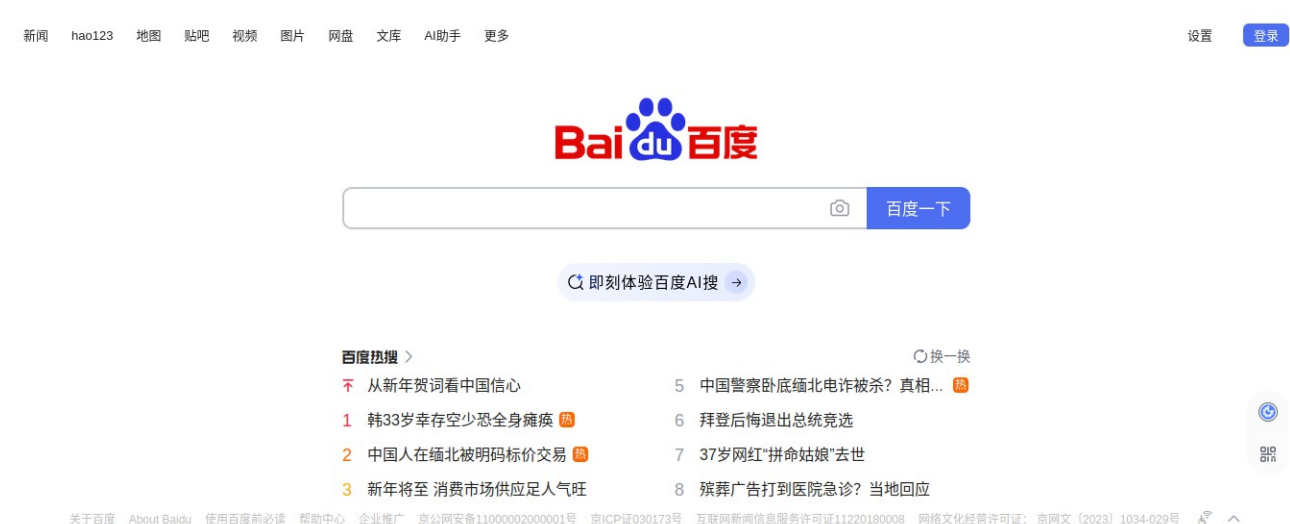 新闻 hao123 地图 贴吧 视频 图片 网盘 文库 AI助手 更多 设置 登录
Baidu百度
百度一下
即刻体验百度AI搜
百度热搜
换一换
从新年贺词看中国信心
1 韩33岁幸存空少恐全身瘫痪 热
2 中国人在缅北被明码标价交易 热
3 新年将至 消费市场供应足人气旺
5 中国警察卧底缅北电诈被杀？真相... 热
6 拜登后悔退出总统竞选
7 37岁网红“拼命姑娘”去世
8 殡葬广告打到医院急诊？当地回应
关于百度 About Baidu 使用百度前必读 帮助中心 企业推广 京公网安备11000002000001号 京ICP证030173号 互联网新闻信息服务许可证11220180008 网络文化经营许可证： 京网文〔2023〕1034-029号